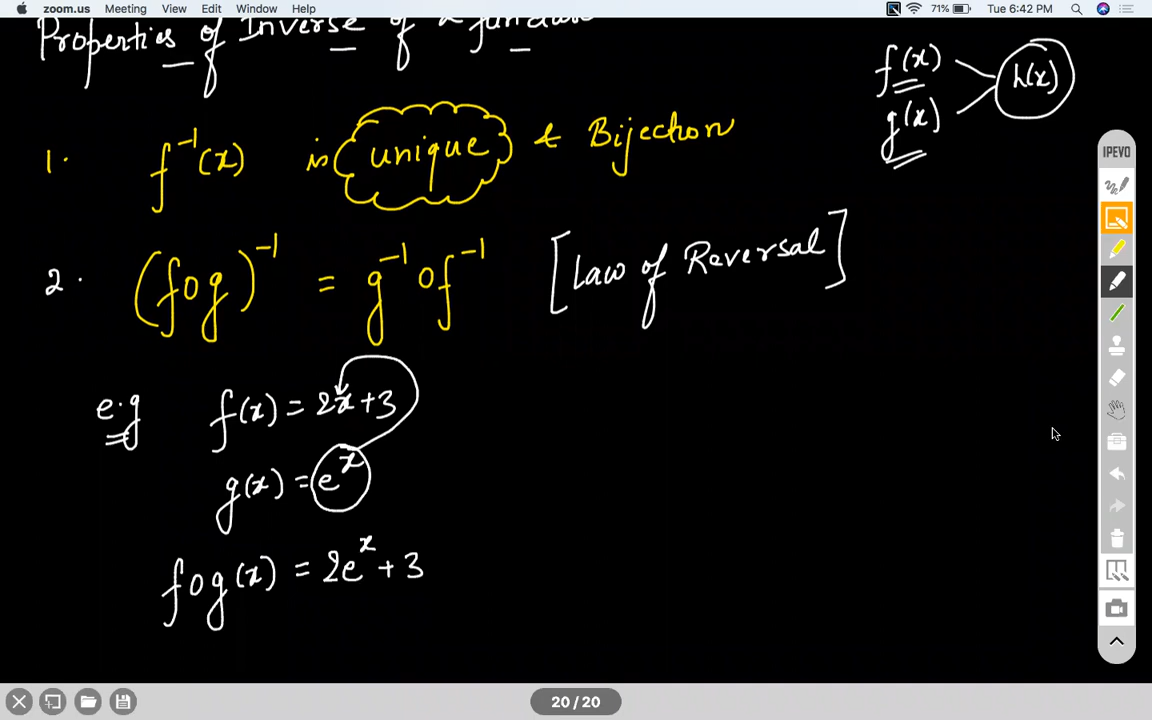 zoom.us Meeting View Edit Window Help 71% Tue 6:42 PM
Properties of Inverse of a function
f(x)
g(x)
h(x)
1. f⁻¹(x) is unique & Bijection
2. (fog)⁻¹ = g⁻¹of⁻¹ [Law of Reversal]
e.g f(x) = 2x+3
g(x) = eˣ
fog(x) = 2eˣ+3
IPEVO
20/20